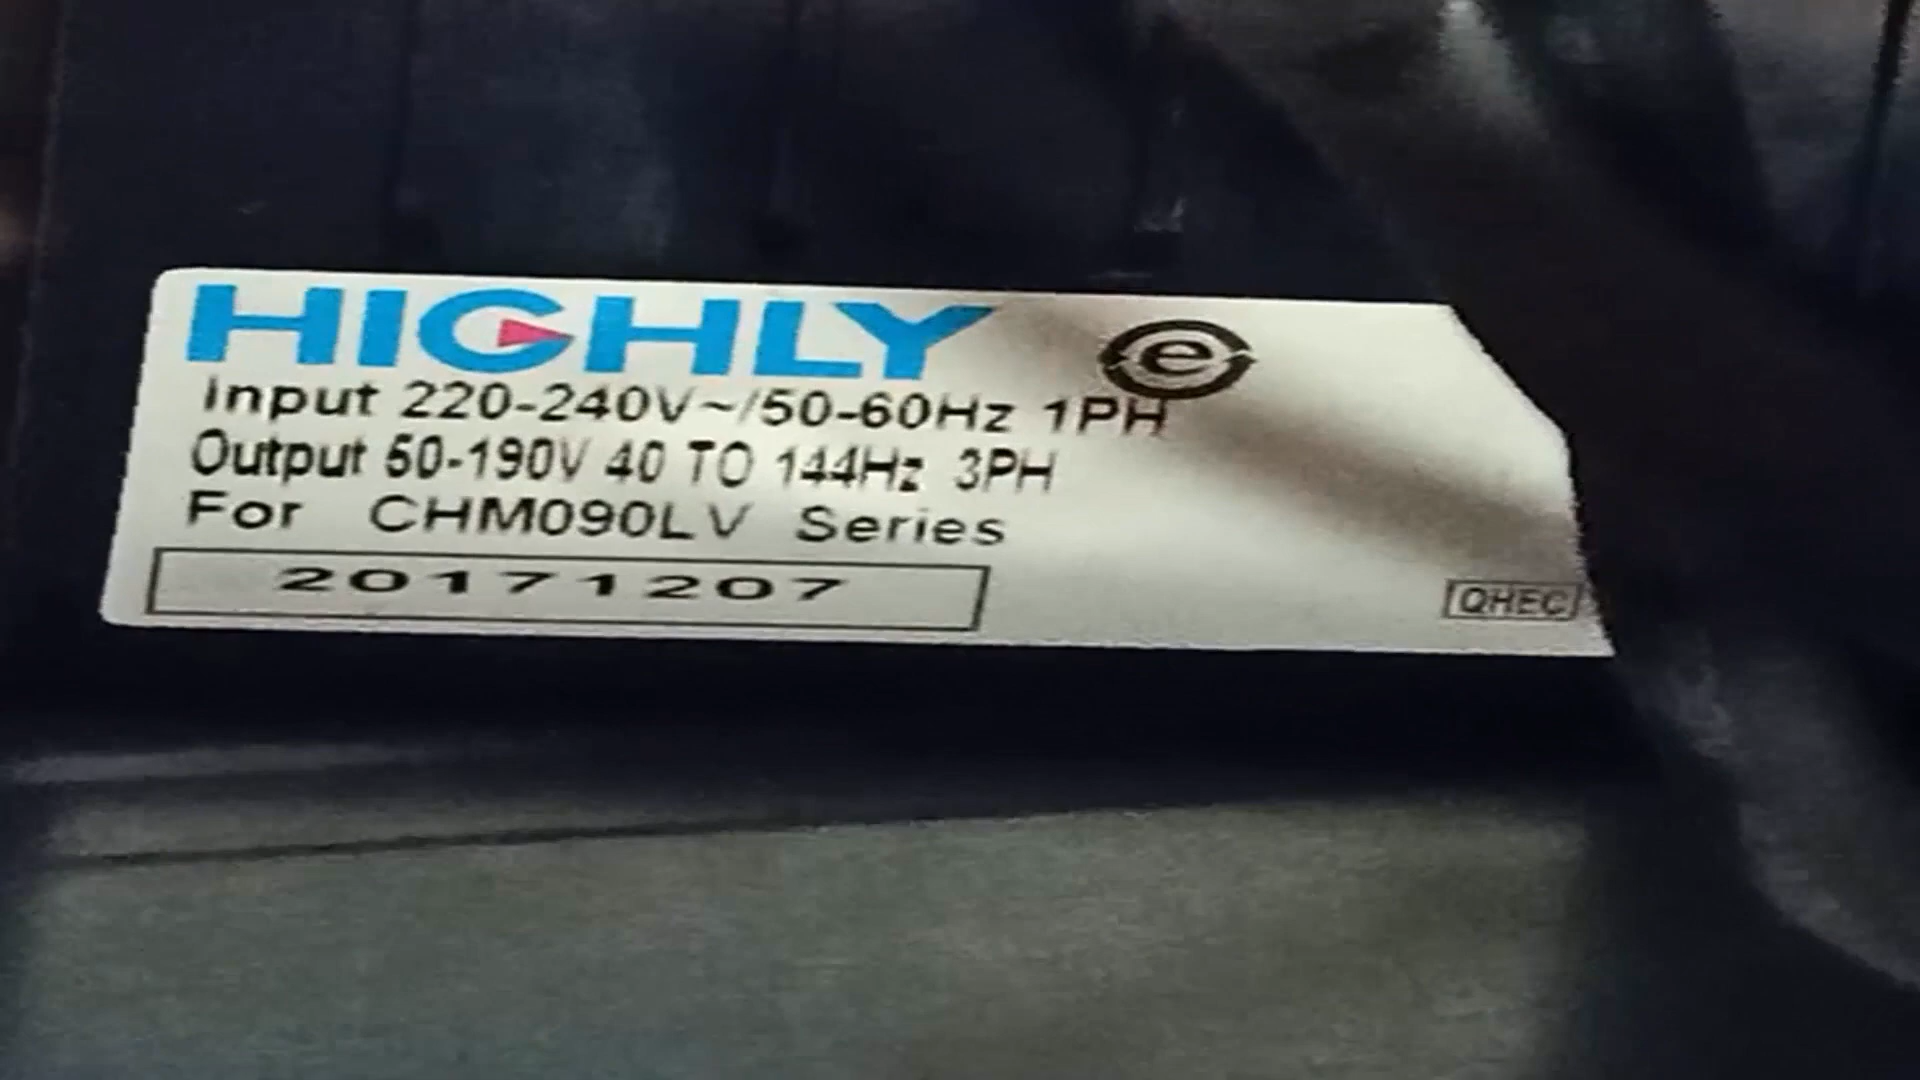 HIGHLY e
Input 220-240V~/50-60Hz 1PH
Output 50-190V 40 TO 144Hz 3PH
For CHM090LV Series
20171207
QHEC